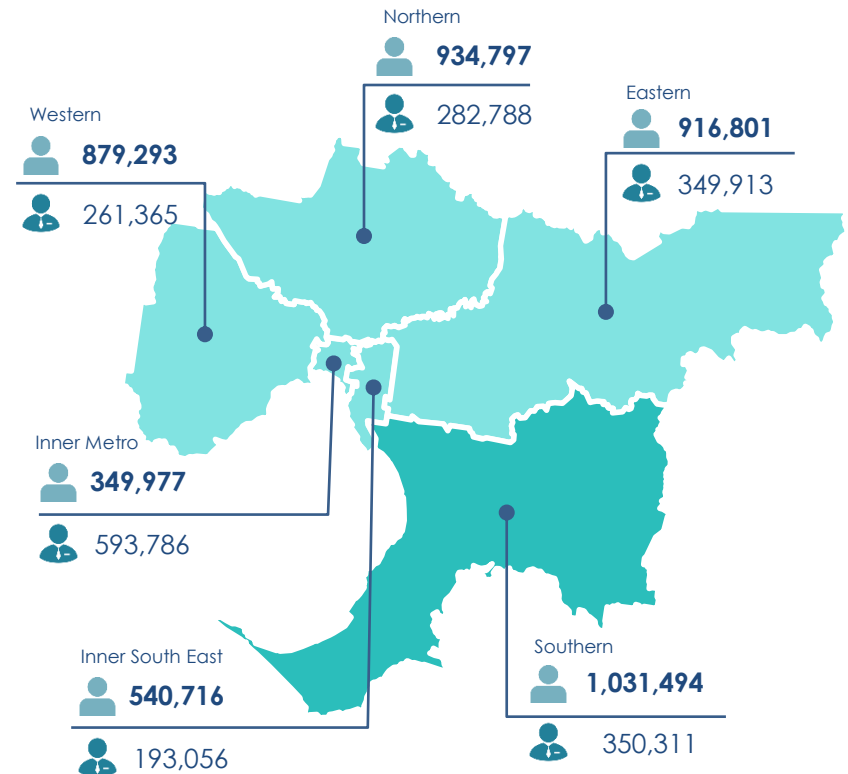 Northern
934,797
282,788
Eastern
916,801
349,913
Western
879,293
261,365
Inner Metro
349,977
593,786
Inner South East
540,716
193,056
Southern
1,031,494
350,311